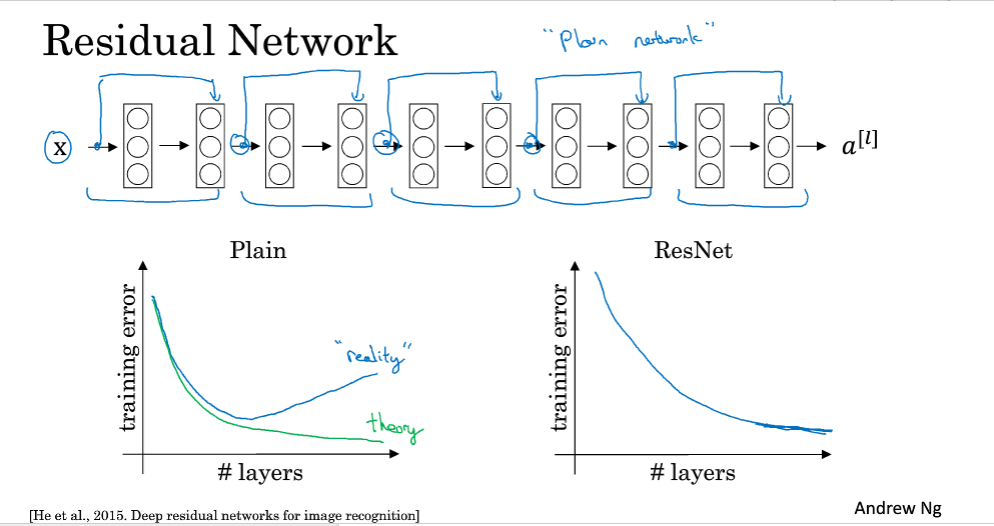 Residual Network
"Plain network"
x
a[l]
Plain
ResNet
training error
"reality"
theory
# layers
training error
# layers
[He et al., 2015. Deep residual networks for image recognition]
Andrew Ng